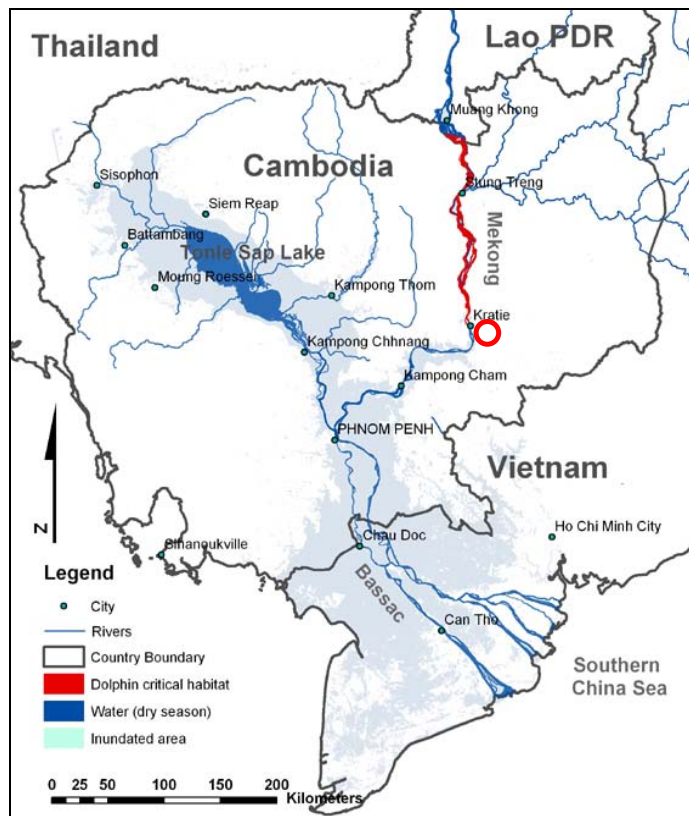 Thailand
Lao PDR
Muang Khong
Cambodia
Sisophon
Stung Treng
Siem Reap
Battambang
Tonle Sap Lake
Mekong
Moung Roessei
Kampong Thom
Kratie
Kampong Chhnang
Kampong Cham
PHNOM PENH
Vietnam
Ho Chi Minh City
Chau Doc
Sihanoukville
Bassac
Can Tho
Southern
China Sea
N
Legend
City
Rivers
Country Boundary
Dolphin critical habitat
Water (dry season)
Inundated area
0 25 50 100 150 200
Kilometers